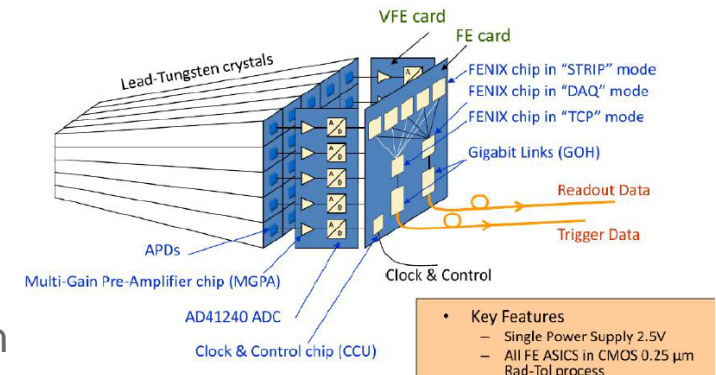 VFE card
FE card
Lead-Tungsten crystals
FENIX chip in “STRIP” mode
FENIX chip in “DAQ” mode
FENIX chip in “TCP” mode
Gigabit Links (GOH)
A
D
A
D
A
D
A
D
A
D
A
Readout Data
Trigger Data
APDs
Clock & Control
Multi-Gain Pre-Amplifier chip (MGPA)
AD41240 ADC
Clock & Control chip (CCU)
n
• Key Features
– Single Power Supply 2.5V
– All FE ASICS in CMOS 0.25 µm
Rad-Tol process